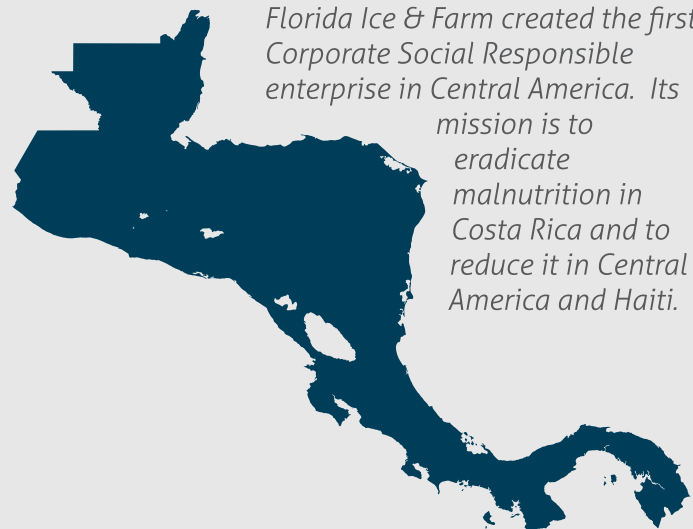 Florida Ice & Farm created the first
Corporate Social Responsible
enterprise in Central America. Its
mission is to
eradicate
malnutrition in
Costa Rica and to
reduce it in Central
America and Haiti.